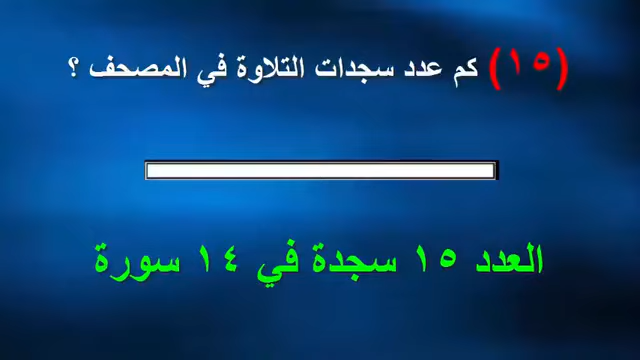 (١٥) كم عدد سجدات التلاوة في المصحف ؟
العدد ١٥ سجدة في ١٤ سورة